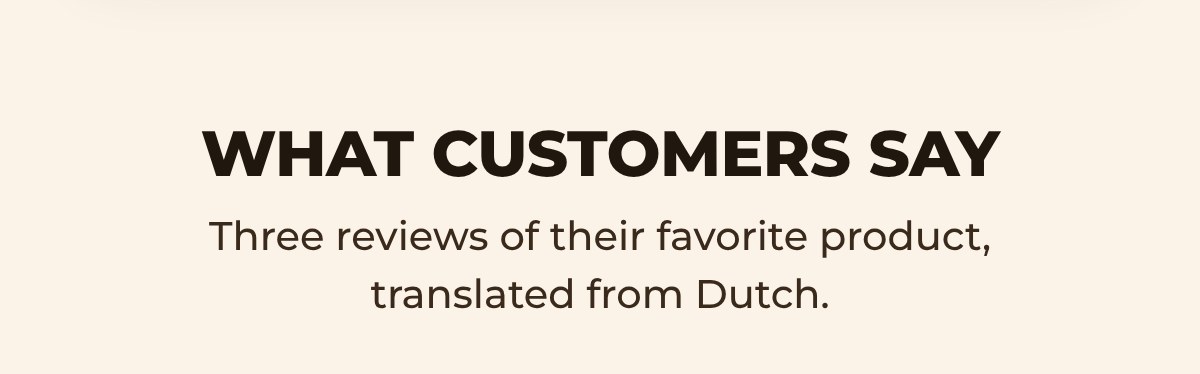 WHAT CUSTOMERS SAY
Three reviews of their favorite product,
translated from Dutch.